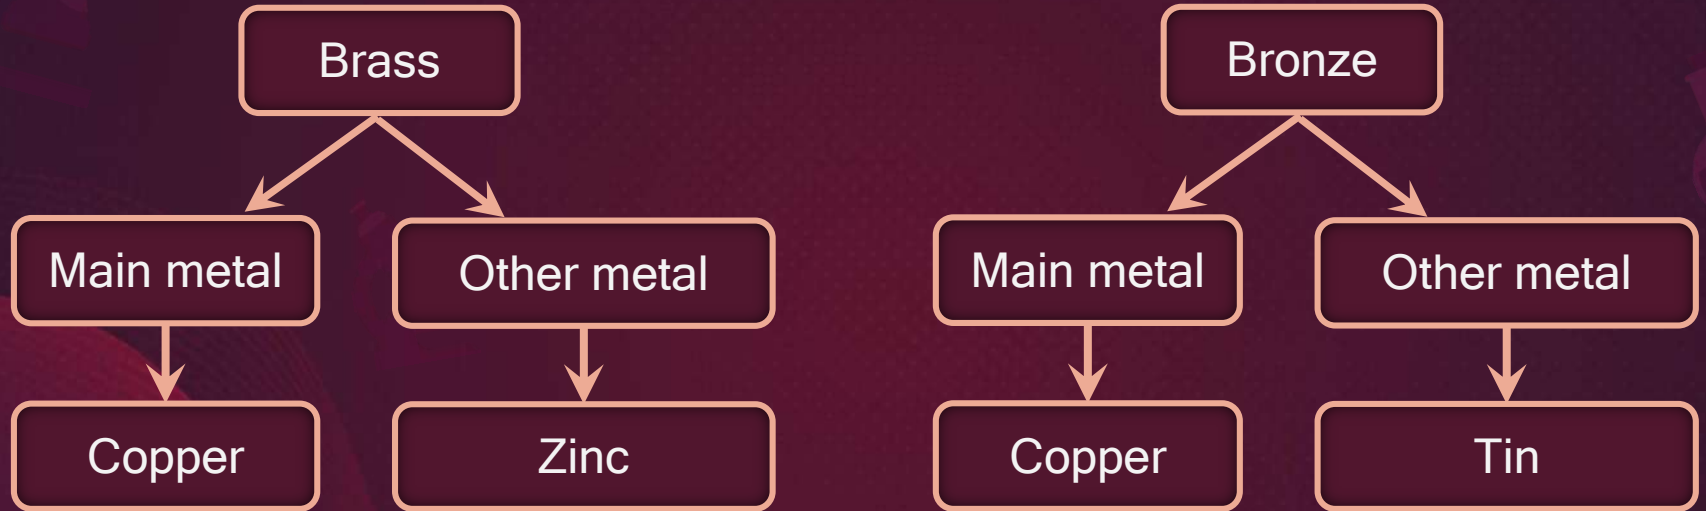 Brass
Bronze
Main metal
Other metal
Main metal
Other metal
Copper
Zinc
Copper
Tin